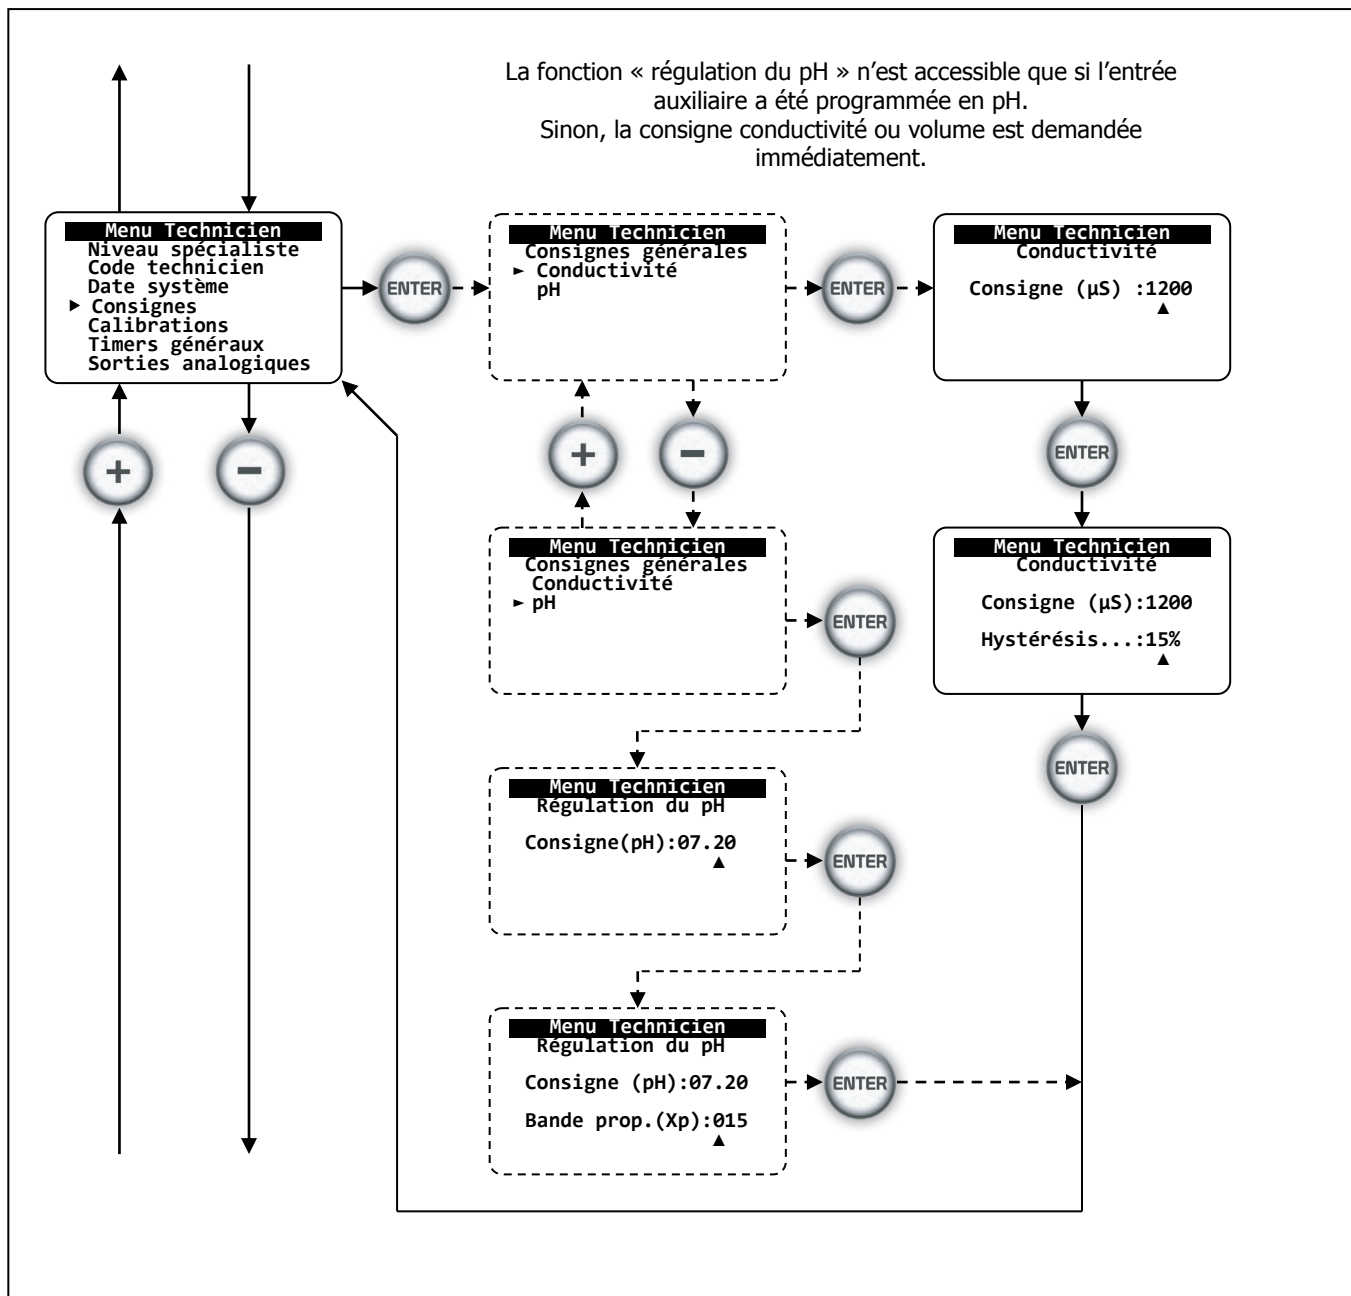 La fonction « régulation du pH » n’est accessible que si l’entrée
auxiliaire a été programmée en pH.
Sinon, la consigne conductivité ou volume est demandée
immédiatement.
Menu Technicien
Niveau spécialiste
Code technicien
Date système
► Consignes
Calibrations
Timers généraux
Sorties analogiques
ENTER
Menu Technicien
Consignes générales
► Conductivité
pH
ENTER
Menu Technicien
Conductivité
Consigne (µS) :1200
▲
+
-
+
-
ENTER
Menu Technicien
Consignes générales
Conductivité
► pH
ENTER
Menu Technicien
Conductivité
Consigne (µS):1200
Hystérésis...:15%
▲
ENTER
Menu Technicien
Régulation du pH
Consigne(pH):07.20
▲
ENTER
Menu Technicien
Régulation du pH
Consigne (pH):07.20
Bande prop.(Xp):015
▲
ENTER